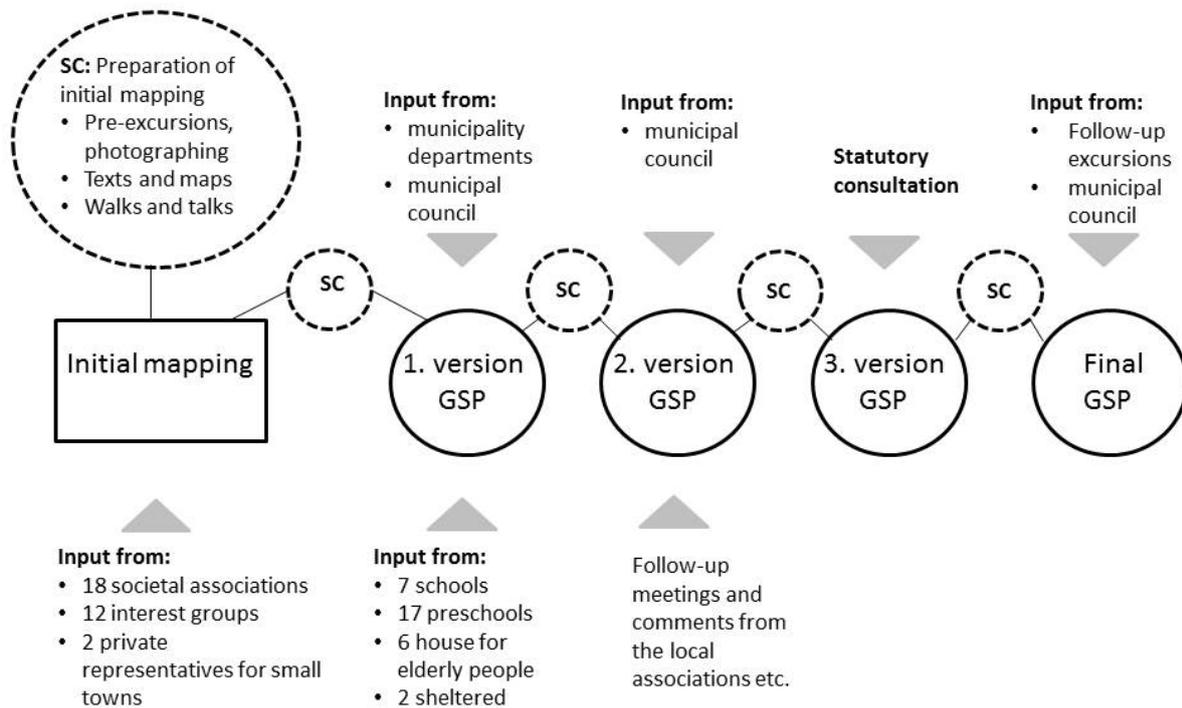 SC: Preparation of
initial mapping
• Pre-excursions,
photographing
• Texts and maps
• Walks and talks
Input from:
• municipality
departments
• municipal
council
Input from:
• municipal
council
Statutory
consultation
Input from:
• Follow-up
excursions
• municipal
council
SC
SC
SC
SC
Initial mapping
1. version
GSP
2. version
GSP
3. version
GSP
Final
GSP
Input from:
• 18 societal associations
• 12 interest groups
• 2 private
representatives for small
towns
Input from:
• 7 schools
• 17 preschools
• 6 house for
elderly people
• 2 sheltered
Follow-up
meetings and
comments from
the local
associations etc.